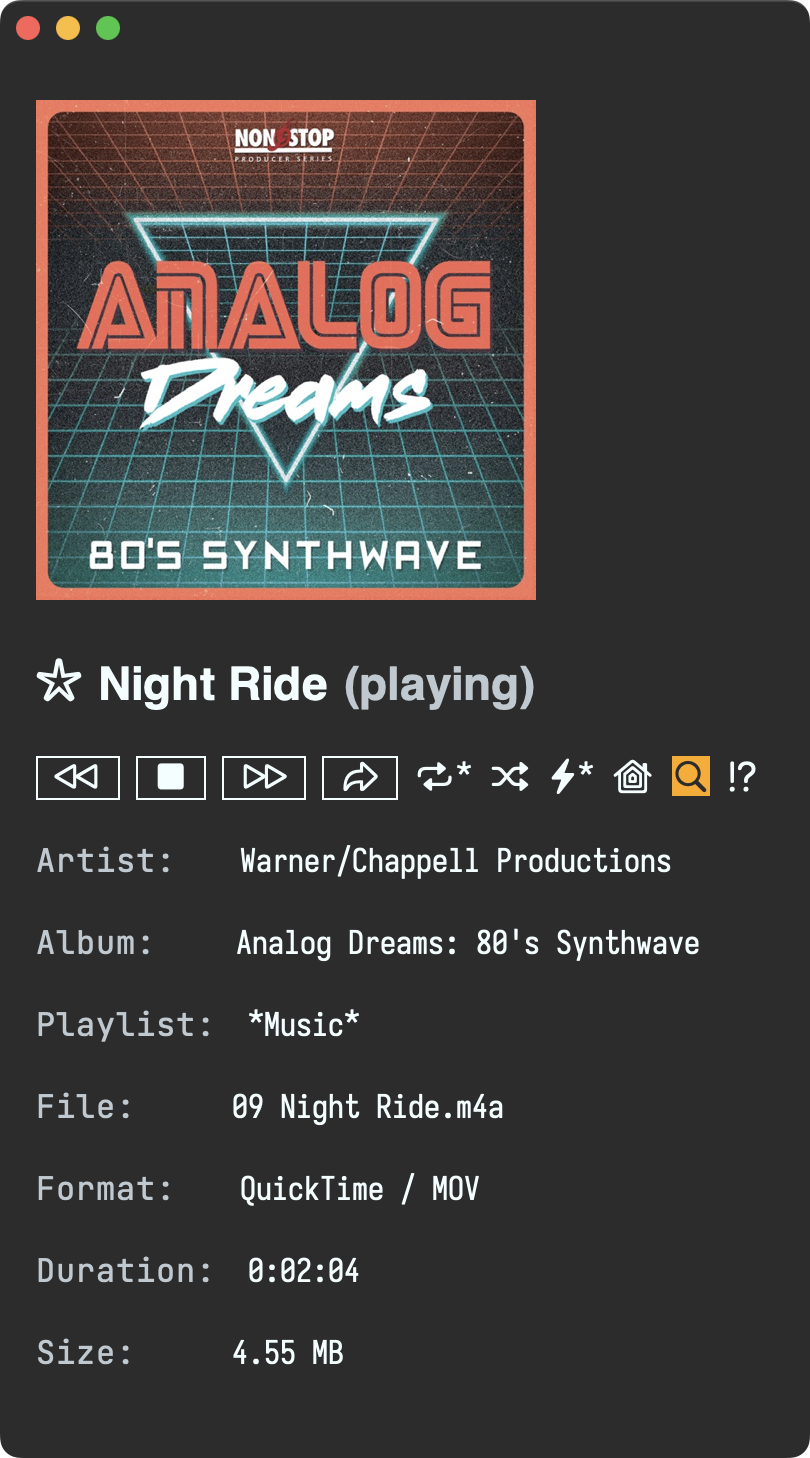 NON STOP
PRODUCER SERIES
ANALOG
Dreams
80'S SYNTHWAVE
☆ Night Ride (playing)
* * !?
Artist: Warner/Chappell Productions
Album: Analog Dreams: 80's Synthwave
Playlist: *Music*
File: 09 Night Ride.m4a
Format: QuickTime / MOV
Duration: 0:02:04
Size: 4.55 MB